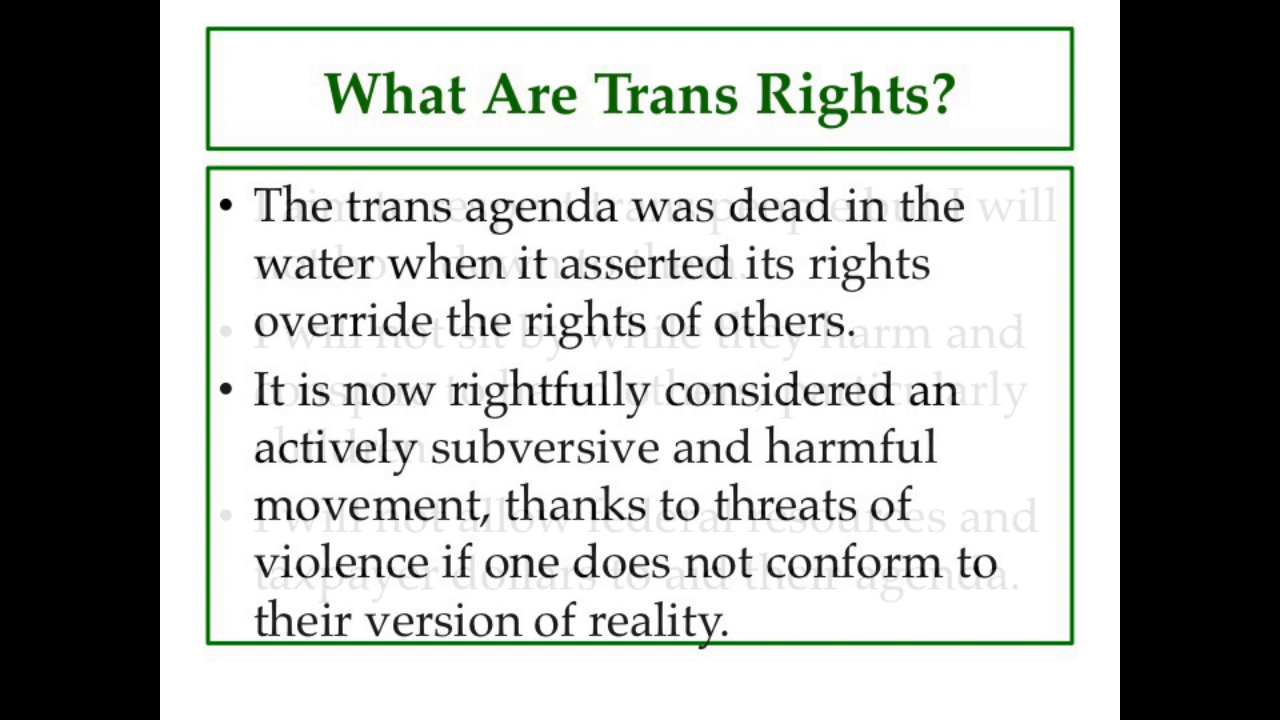 What Are Trans Rights?
• The trans agenda was dead in the
water when it asserted its rights
override the rights of others.
• It is now rightfully considered an
actively subversive and harmful
movement, thanks to threats of
violence if one does not conform to
their version of reality.